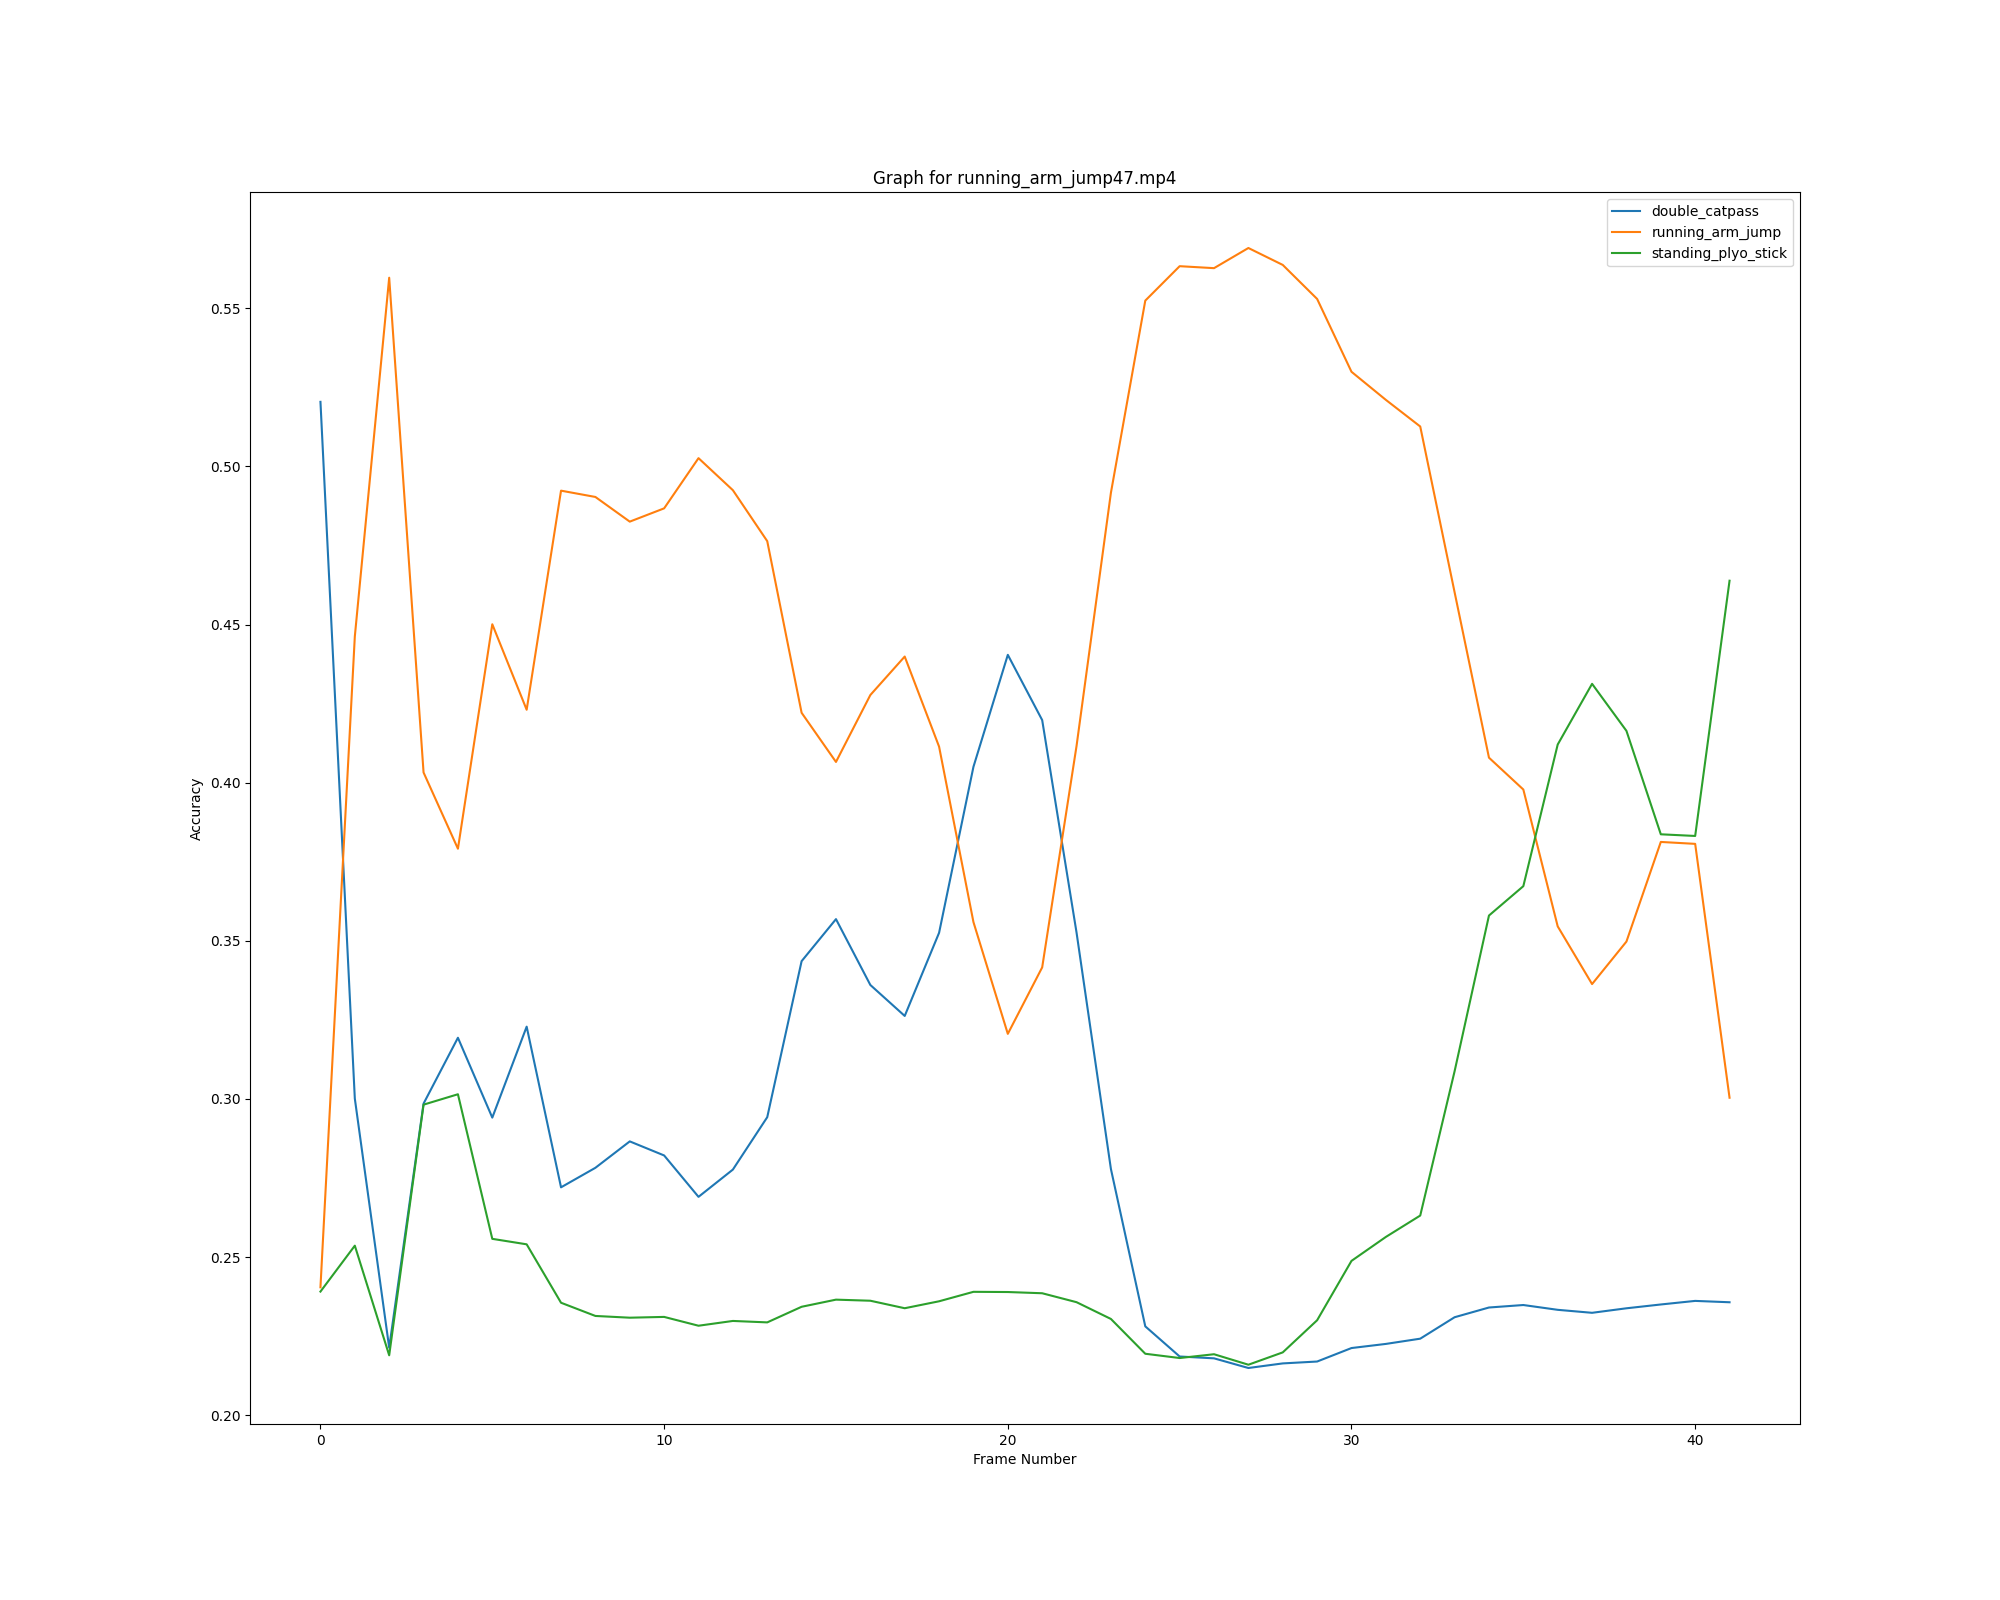 Graph for running_arm_jump47.mp4
double_catpass
running_arm_jump
standing_plyo_stick
Accuracy
0.55
0.50
0.45
0.40
0.35
0.30
0.25
0.20
0 10 20 30 40
Frame Number